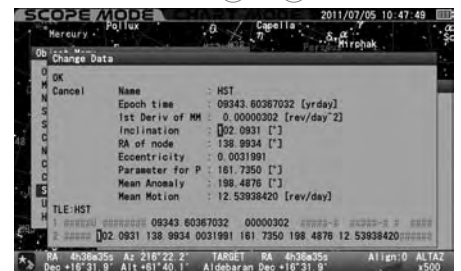 SCOPE MODE 2011/07/05 10:47:49
Mercury Pollux α Capella
η Mirphak
Change Data
OK
Cancel Name : HST
Epoch time : 09343.60367032 [yrday]
1st Deriv of MM : 0.00000302 [rev/day^2]
Inclination : 002.0931 [°]
RA of node : 138.9934 [°]
Eccentricity : 0.0031991
Parameter for P : 161.7350 [°]
Mean Anomaly : 198.4876 [°]
Mean Motion : 12.53938420 [rev/day]
TLE:HST
1 #####U ######## 09343 60367032 00000302 #####-# #####-# # ####
2 ##### 002 0931 138 9934 0031991 161 7350 198 4876 12 53938420######
RA 4h36m35s Az 216°22.2' TARGET RA 4h36m35s Align:0 ALTAZ
Dec +16°31.9' Alt +61°40.1' Aldebaran Dec +16°31.9' x500